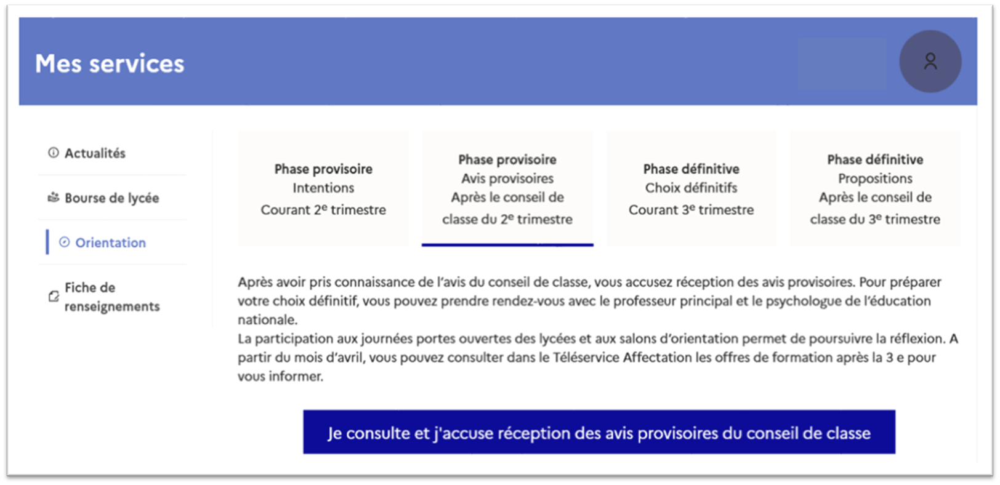 Mes services
Actualités
Bourse de lycée
Orientation
Fiche de
renseignements
Phase provisoire
Intentions
Courant 2e trimestre
Phase provisoire
Avis provisoires
Après le conseil de
classe du 2e trimestre
Phase définitive
Choix définitifs
Courant 3e trimestre
Phase définitive
Propositions
Après le conseil de
classe du 3e trimestre
Après avoir pris connaissance de l’avis du conseil de classe, vous accusez réception des avis provisoires. Pour préparer
votre choix définitif, vous pouvez prendre rendez-vous avec le professeur principal et le psychologue de l’éducation
nationale.
La participation aux journées portes ouvertes des lycées et aux salons d’orientation permet de poursuivre la réflexion. A
partir du mois d’avril, vous pouvez consulter dans le Téléservice Affectation les offres de formation après la 3 e pour
vous informer.
Je consulte et j'accuse réception des avis provisoires du conseil de classe